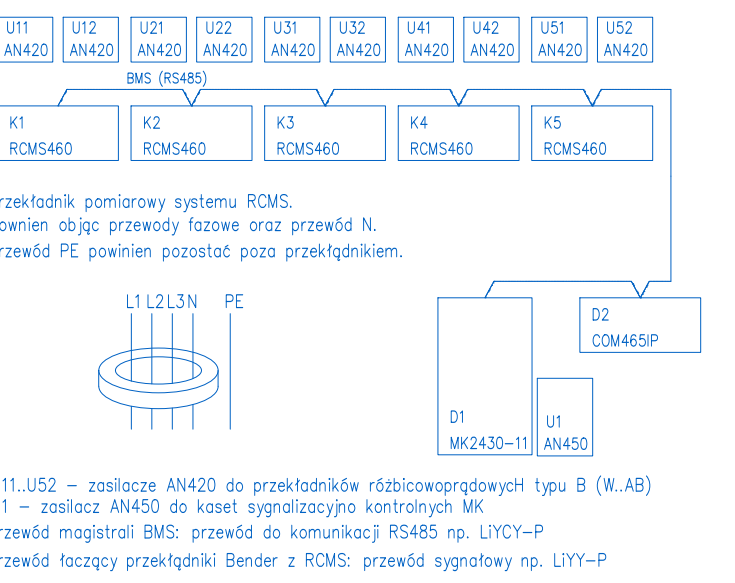 U11 U12 U21 U22 U31 U32 U41 U42 U51 U52
AN420 AN420 AN420 AN420 AN420 AN420 AN420 AN420 AN420 AN420
BMS (RS485)
K1 K2 K3 K4 K5
RCMS460 RCMS460 RCMS460 RCMS460 RCMS460
rzekładnik pomiarowy systemu RCMS.
ownien objąc przewody fazowe oraz przewód N.
rzewód PE powinien pozostać poza przekłądnikiem.
L1 L2 L3 N PE
D2
COM465IP
D1
MK2430-11
U1
AN450
11..U52 – zasilacze AN420 do przekładników różbicowoprądowycH typu B (W..AB)
1 – zasilacz AN450 do kaset sygnalizacyjno kontrolnych MK
rzewód magistrali BMS: przewód do komunikacji RS485 np. LiYCY-P
rzewód łaczący przekłądniki Bender z RCMS: przewód sygnałowy np. LiYY-P